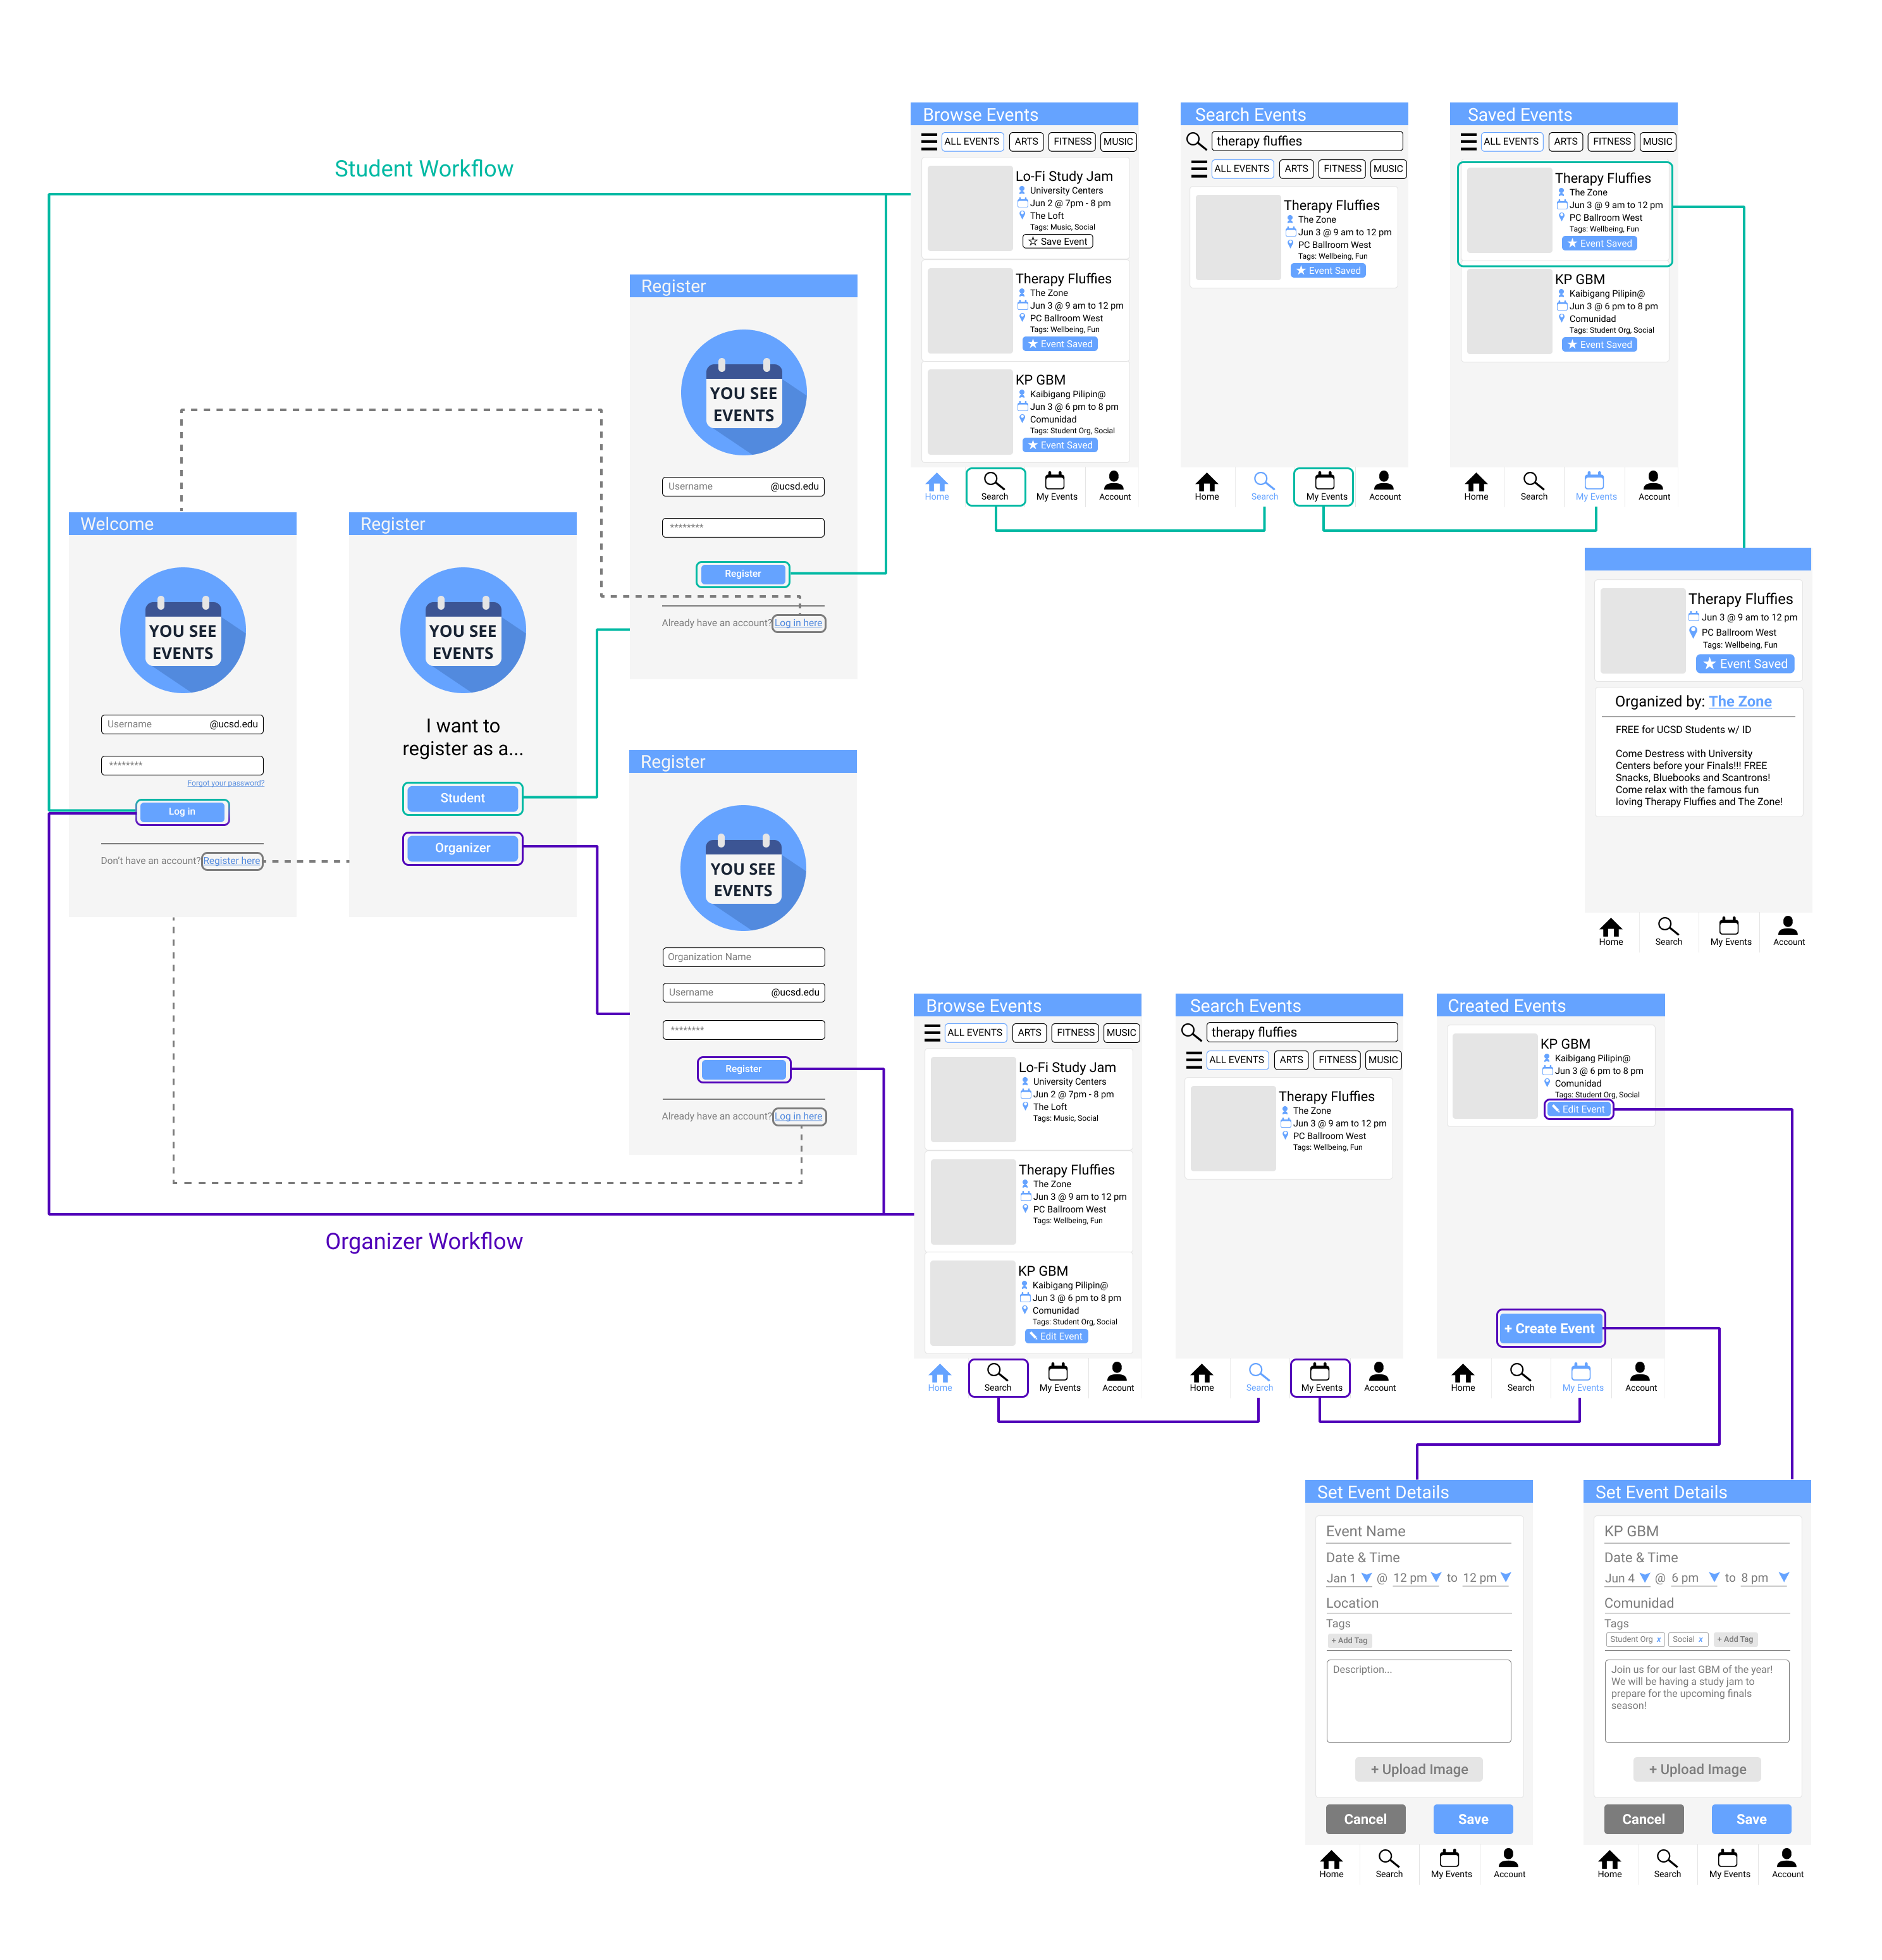 Student Workflow
Welcome
YOU SEE
EVENTS
Username @ucsd.edu
********
Forgot your password?
Log in
Don't have an account? Register here
Register
YOU SEE
EVENTS
I want to
register as a...
Student
Organizer
Register
YOU SEE
EVENTS
Username @ucsd.edu
********
Register
Already have an account? Log in here
Register
YOU SEE
EVENTS
Organization Name
Username @ucsd.edu
********
Register
Already have an account? Log in here
Organizer Workflow
Browse Events
ALL EVENTS ARTS FITNESS MUSIC
Lo-Fi Study Jam
University Centers
Jun 2 @ 7pm - 8 pm
The Loft
Tags: Music, Social
Save Event
Therapy Fluffies
The Zone
Jun 3 @ 9 am to 12 pm
PC Ballroom West
Tags: Wellbeing, Fun
Event Saved
KP GBM
Kaibigang Pilipin@
Jun 3 @ 6 pm to 8 pm
Comunidad
Tags: Student Org, Social
Event Saved
Home Search My Events Account
Search Events
therapy fluffies
ALL EVENTS ARTS FITNESS MUSIC
Therapy Fluffies
The Zone
Jun 3 @ 9 am to 12 pm
PC Ballroom West
Tags: Wellbeing, Fun
Event Saved
Home Search My Events Account
Saved Events
ALL EVENTS ARTS FITNESS MUSIC
Therapy Fluffies
The Zone
Jun 3 @ 9 am to 12 pm
PC Ballroom West
Tags: Wellbeing, Fun
Event Saved
KP GBM
Kaibigang Pilipin@
Jun 3 @ 6 pm to 8 pm
Comunidad
Tags: Student Org, Social
Event Saved
Home Search My Events Account
Therapy Fluffies
Jun 3 @ 9 am to 12 pm
PC Ballroom West
Tags: Wellbeing, Fun
Event Saved
Organized by: The Zone
FREE for UCSD Students w/ ID
Come Destress with University
Centers before your Finals!!! FREE
Snacks, Bluebooks and Scantrons!
Come relax with the famous fun
loving Therapy Fluffies and The Zone!
Home Search My Events Account
Browse Events
ALL EVENTS ARTS FITNESS MUSIC
Lo-Fi Study Jam
University Centers
Jun 2 @ 7pm - 8 pm
The Loft
Tags: Music, Social
Therapy Fluffies
The Zone
Jun 3 @ 9 am to 12 pm
PC Ballroom West
Tags: Wellbeing, Fun
KP GBM
Kaibigang Pilipin@
Jun 3 @ 6 pm to 8 pm
Comunidad
Tags: Student Org, Social
Edit Event
Home Search My Events Account
Search Events
therapy fluffies
ALL EVENTS ARTS FITNESS MUSIC
Therapy Fluffies
The Zone
Jun 3 @ 9 am to 12 pm
PC Ballroom West
Tags: Wellbeing, Fun
Home Search My Events Account
Created Events
KP GBM
Kaibigang Pilipin@
Jun 3 @ 6 pm to 8 pm
Comunidad
Tags: Student Org, Social
Edit Event
+ Create Event
Home Search My Events Account
Set Event Details
Event Name
Date & Time
Jan 1 @ 12 pm to 12 pm
Location
Tags
+ Add Tag
Description...
+ Upload Image
Cancel Save
Home Search My Events Account
Set Event Details
KP GBM
Date & Time
Jun 4 @ 6 pm to 8 pm
Comunidad
Tags
Student Org x Social x + Add Tag
Join us for our last GBM of the year!
We will be having a study jam to
prepare for the upcoming finals
season!
+ Upload Image
Cancel Save
Home Search My Events Account